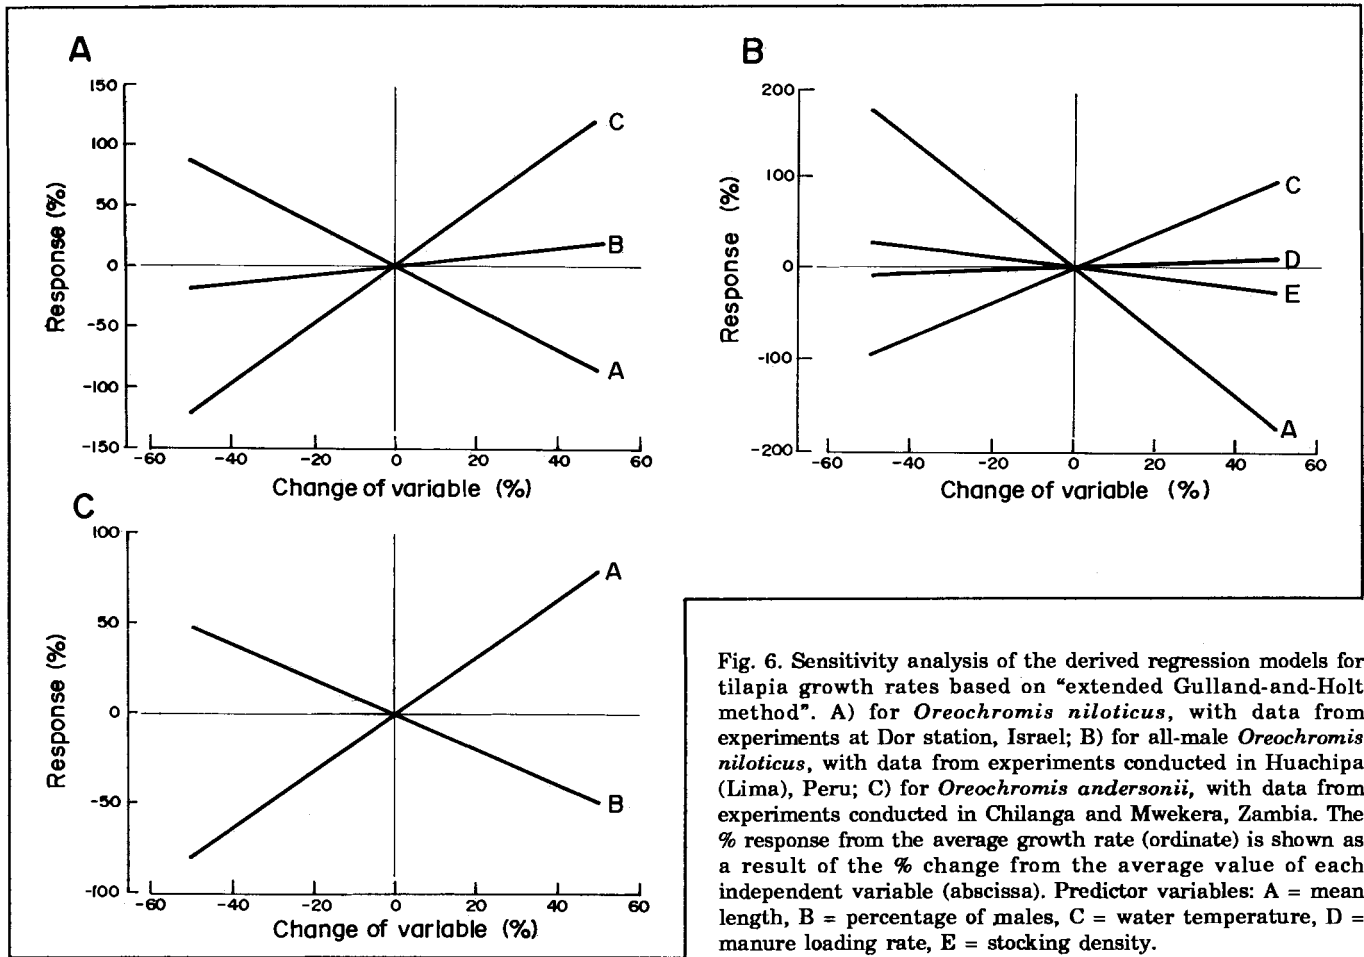 A
150
100
50
0
-50
-100
-150
Response (%)
C
B
A
-60 -40 -20 0 20 40 60
Change of variable (%)
B
200
100
0
-100
-200
Response (%)
C
D
E
A
-60 -40 -20 0 20 40 60
Change of variable (%)
C
100
50
0
-50
-100
Response (%)
A
B
-60 -40 -20 0 20 40 60
Change of variable (%)
Fig. 6. Sensitivity analysis of the derived regression models for
tilapia growth rates based on "extended Gulland-and-Holt
method". A) for Oreochromis niloticus, with data from
experiments at Dor station, Israel; B) for all-male Oreochromis
niloticus, with data from experiments conducted in Huachipa
(Lima), Peru; C) for Oreochromis andersonii, with data from
experiments conducted in Chilanga and Mwekera, Zambia. The
% response from the average growth rate (ordinate) is shown as
a result of the % change from the average value of each
independent variable (abscissa). Predictor variables: A = mean
length, B = percentage of males, C = water temperature, D =
manure loading rate, E = stocking density.